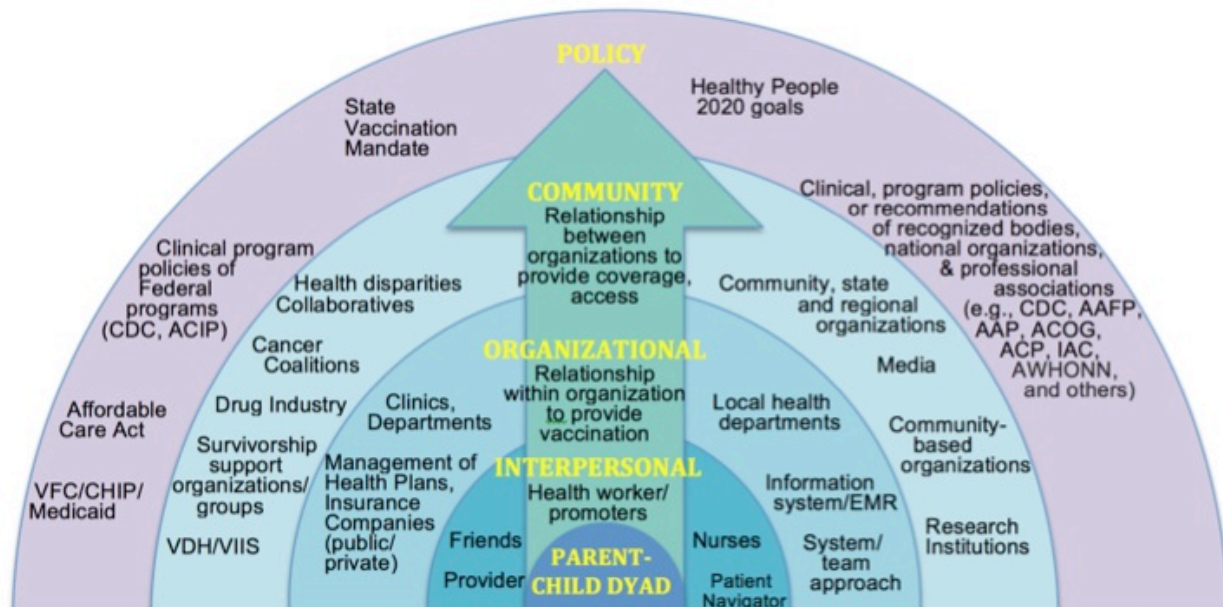 POLICY
State
Vaccination
Mandate
Healthy People
2020 goals
COMMUNITY
Relationship
between
organizations to
provide coverage,
access
Clinical program
policies of
Federal
programs
(CDC, ACIP)
Health disparities
Collaboratives
Cancer
Coalitions
Drug Industry
Survivorship
support
organizations/
groups
VDH/VIIS
Affordable
Care Act
VFC/CHIP/
Medicaid
Clinical, program policies,
or recommendations
of recognized bodies,
national organizations,
& professional
associations
(e.g., CDC, AAFP,
AAP, ACOG,
ACP, IAC,
AWHONN,
and others)
Community, state
and regional
organizations
Media
Community-
based
organizations
Research
Institutions
ORGANIZATIONAL
Relationship
within organization
to provide
vaccination
Clinics,
Departments
Management of
Health Plans,
Insurance
Companies
(public/
private)
Local health
departments
Information
system/EMR
System/
team
approach
INTERPERSONAL
Health worker/
promoters
Friends
Provider
Nurses
Patient
Navigator
PARENT-
CHILD DYAD